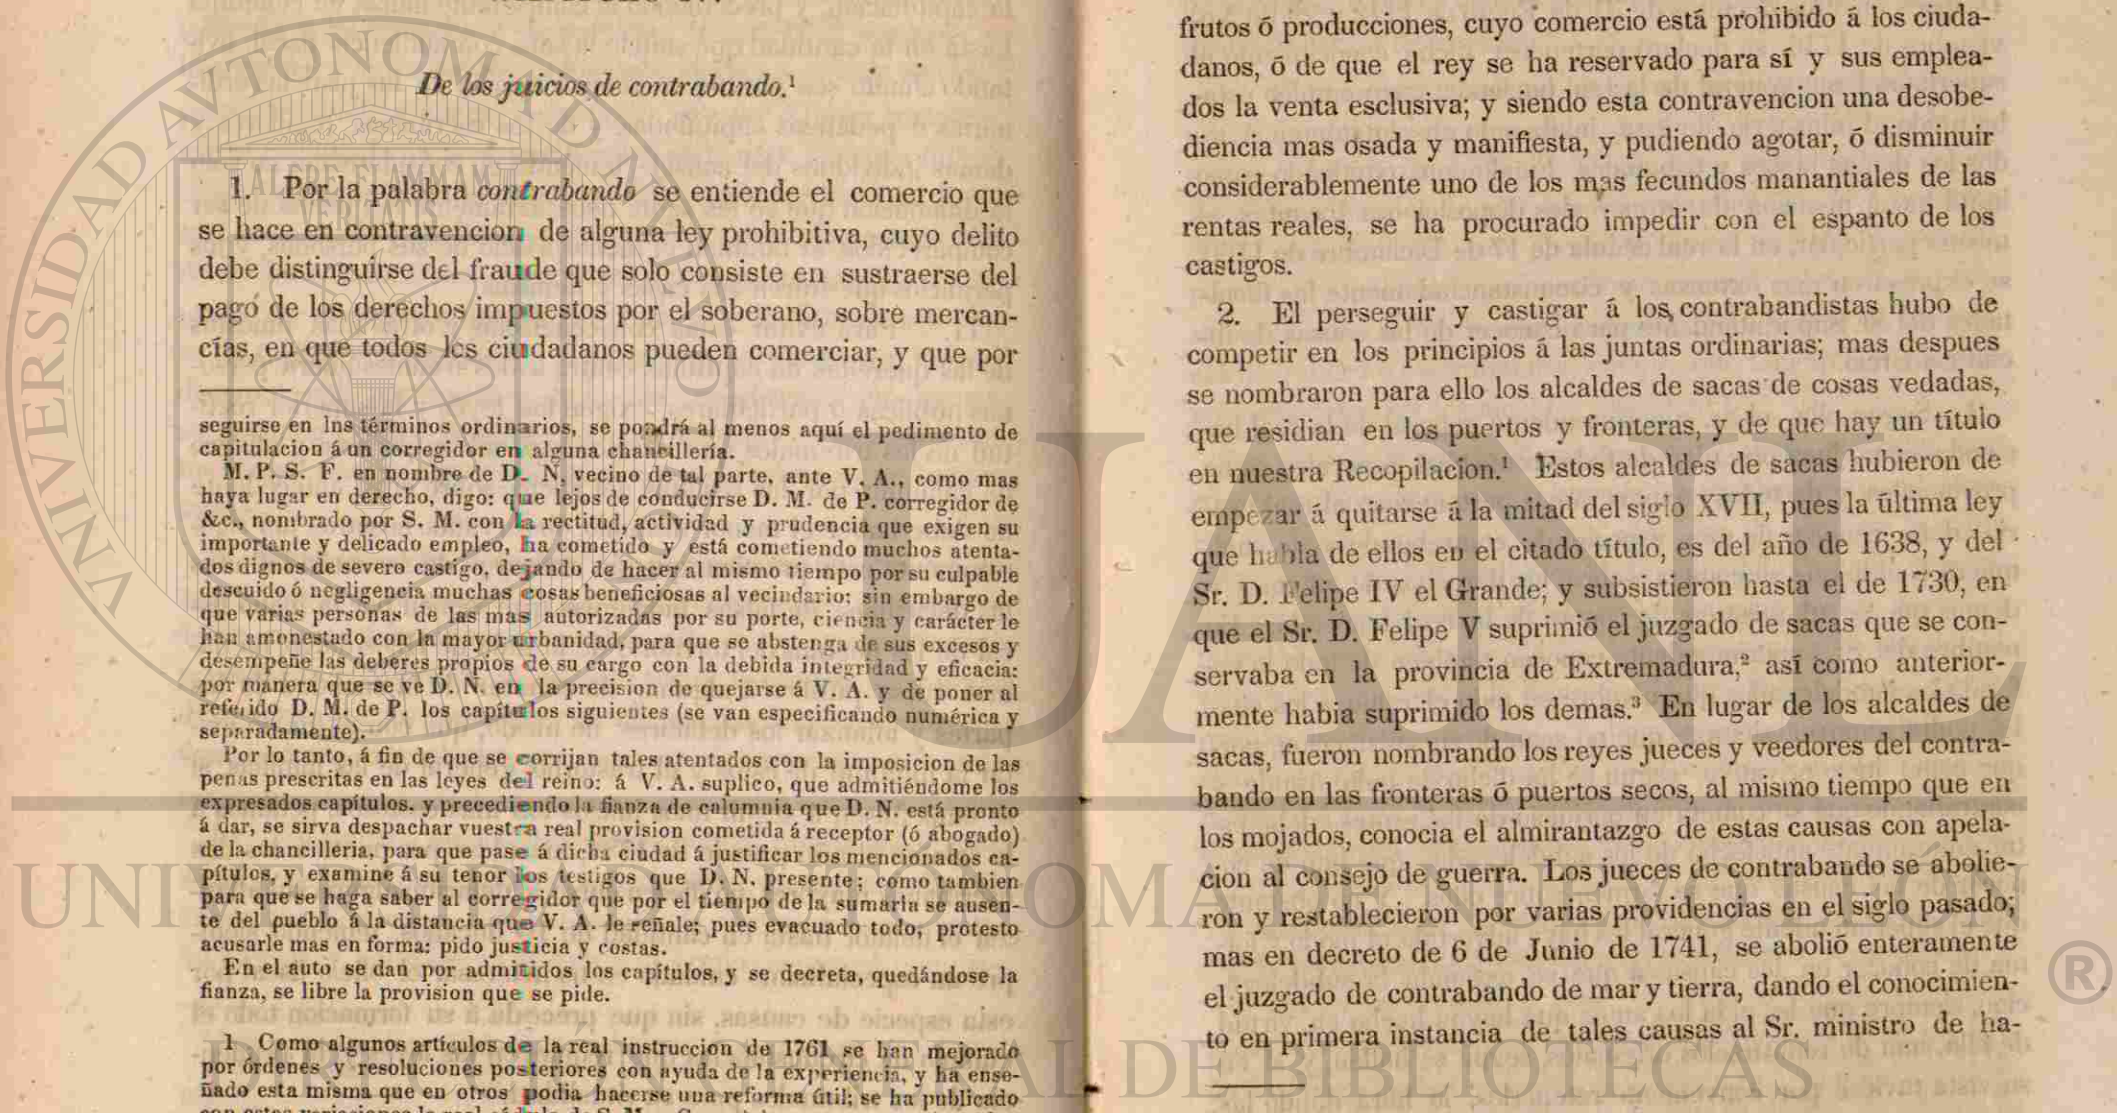 De los juicios de contrabando.¹
1. Por la palabra contrabando se entiende el comercio que
se hace en contravencion de alguna ley prohibitiva, cuyo delito
debe distinguirse del fraude que solo consiste en sustraerse del
pago de los derechos impuestos por el soberano, sobre mercan-
cías, en que todos los ciudadanos pueden comerciar, y que por
seguirse en lns términos ordinarios, se pondrá al menos aquí el pedimento de
capitulacion á un corregidor en alguna chancillería.
M. P. S. F. en nombre de D. N. vecino de tal parte, ante V. A., como mas
haya lugar en derecho, digo: que lejos de conducirse D. M. de P. corregidor de
&c., nombrado por S. M. con la rectitud, actividad y prudencia que exigen su
importante y delicado empleo, ha cometido y está cometiendo muchos atenta-
dos dignos de severo castigo, dejando de hacer al mismo tiempo por su culpable
descuido ó negligencia muchas cosas beneficiosas al vecindario: sin embargo de
que varias personas de las mas autorizadas por su porte, ciencia y carácter le
han amonestado con la mayor urbanidad, para que se abstenga de sus excesos y
desempeñe las deberes propios de su cargo con la debida integridad y eficacia:
por manera que se ve D. N. en la precision de quejarse á V. A. y de poner al
referido D. M. de P. los capítulos siguientes (se van especificando numérica y
separadamente).
Por lo tanto, á fin de que se corrijan tales atentados con la imposicion de las
penas prescritas en las leyes del reino: á V. A. suplico, que admitiéndome los
expresados capítulos. y precediendo la fianza de calumnia que D. N. está pronto
á dar, se sirva despachar vuestra real provision cometida á receptor (ó abogado)
de la chancilleria, para que pase á dicha ciudad á justificar los mencionados ca-
pítulos, y examine á su tenor los testigos que D. N. presente; como tambien
para que se haga saber al corregidor que por el tiempo de la sumaria se ausen-
te del pueblo á la distancia que V. A. le señale; pues evacuado todo, protesto
acusarle mas en forma: pido justicia y costas.
En el auto se dan por admitidos los capítulos, y se decreta, quedándose la
fianza, se libre la provision que se pide.
1 Como algunos artículos de la real instruccion de 1761 se han mejorado
por órdenes y resoluciones posteriores con ayuda de la experiencia, y ha ense-
ñado esta misma que en otros podia hacerse una reforma útil; se ha publicado
frutos ó producciones, cuyo comercio está prohibido á los ciuda-
danos, ó de que el rey se ha reservado para sí y sus emplea-
dos la venta esclusiva; y siendo esta contravencion una desobe-
diencia mas osada y manifiesta, y pudiendo agotar, ó disminuir
considerablemente uno de los mas fecundos manantiales de las
rentas reales, se ha procurado impedir con el espanto de los
castigos.
2. El perseguir y castigar á los contrabandistas hubo de
competir en los principios á las juntas ordinarias; mas despues
se nombraron para ello los alcaldes de sacas de cosas vedadas,
que residian en los puertos y fronteras, y de que hay un título
en nuestra Recopilacion.¹ Estos alcaldes de sacas hubieron de
empezar á quitarse á la mitad del siglo XVII, pues la última ley
que habla de ellos en el citado título, es del año de 1638, y del
Sr. D. Felipe IV el Grande; y subsistieron hasta el de 1730, en
que el Sr. D. Felipe V suprimió el juzgado de sacas que se con-
servaba en la provincia de Extremadura,² así como anterior-
mente habia suprimido los demas.³ En lugar de los alcaldes de
sacas, fueron nombrando los reyes jueces y veedores del contra-
bando en las fronteras ó puertos secos, al mismo tiempo que en
los mojados, conocia el almirantazgo de estas causas con apela-
cion al consejo de guerra. Los jueces de contrabando se abolie-
ron y restablecieron por varias providencias en el siglo pasado;
mas en decreto de 6 de Junio de 1741, se abolió enteramente
el juzgado de contrabando de mar y tierra, dando el conocimien-
to en primera instancia de tales causas al Sr. ministro de ha-
UNIVERSIDAD AVTONOMA DE NVEVO
ALERE FLAMMAM
VERITATIS
UANL
®